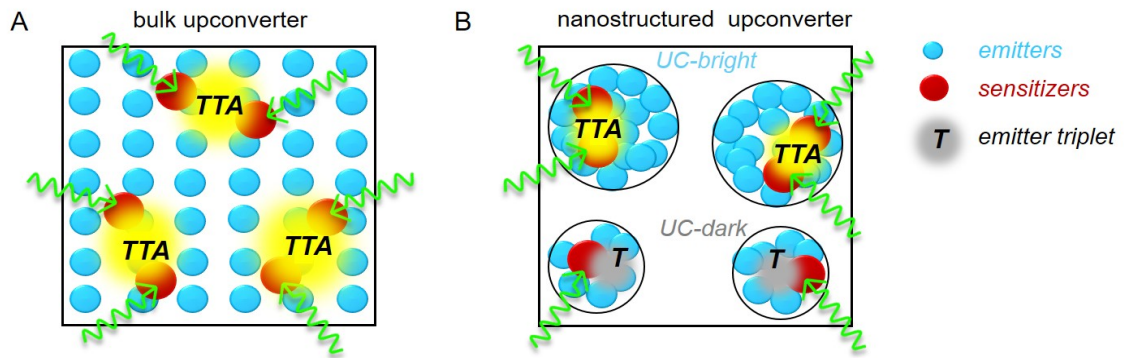 A
bulk upconverter
TTA
TTA
TTA
B
nanostructured upconverter
UC-bright
TTA
TTA
UC-dark
T
T
emitters
sensitizers
T
emitter triplet